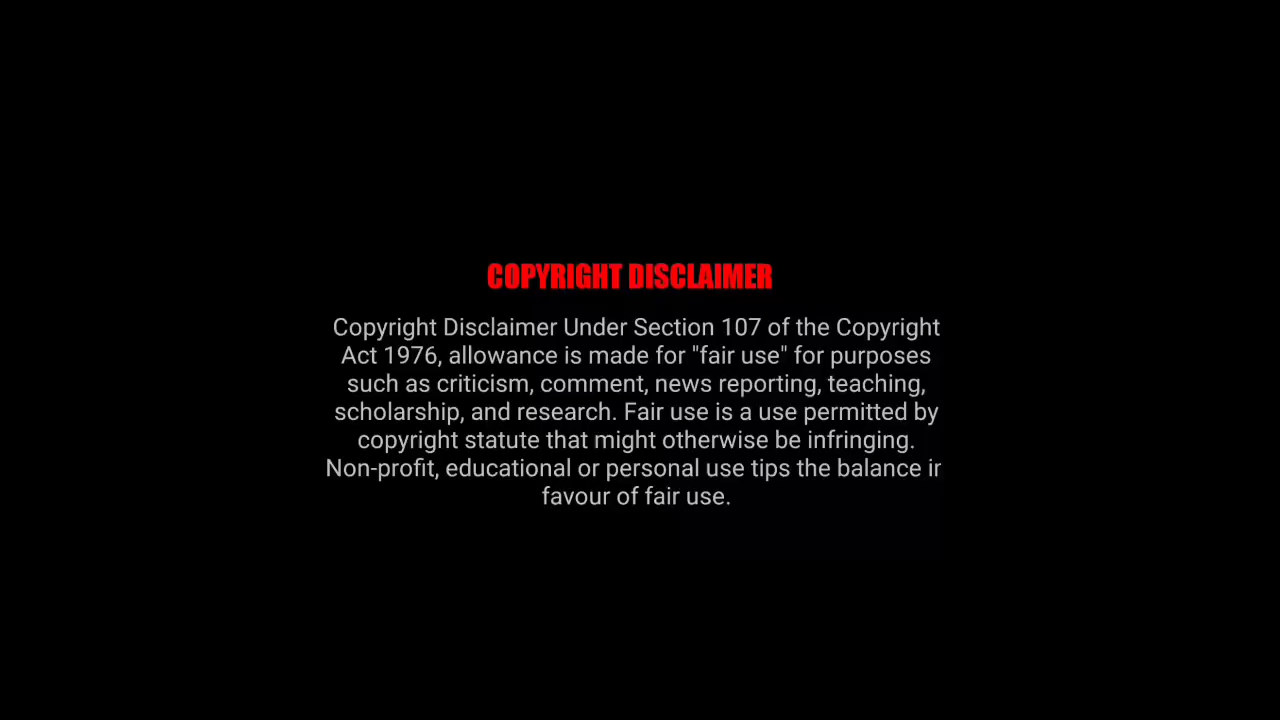 COPYRIGHT DISCLAIMER
Copyright Disclaimer Under Section 107 of the Copyright
Act 1976, allowance is made for "fair use" for purposes
such as criticism, comment, news reporting, teaching,
scholarship, and research. Fair use is a use permitted by
copyright statute that might otherwise be infringing.
Non-profit, educational or personal use tips the balance in
favour of fair use.